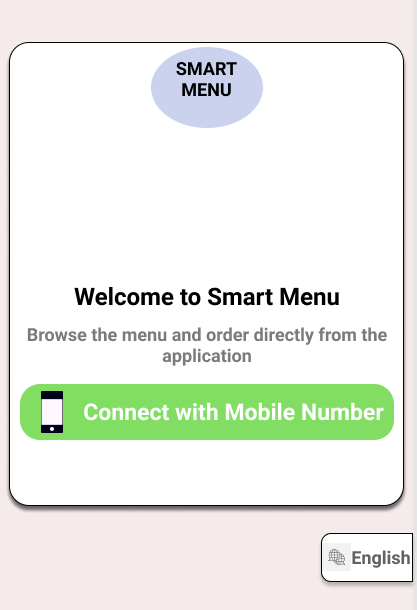 SMART
MENU
Welcome to Smart Menu
Browse the menu and order directly from the
application
Connect with Mobile Number
English